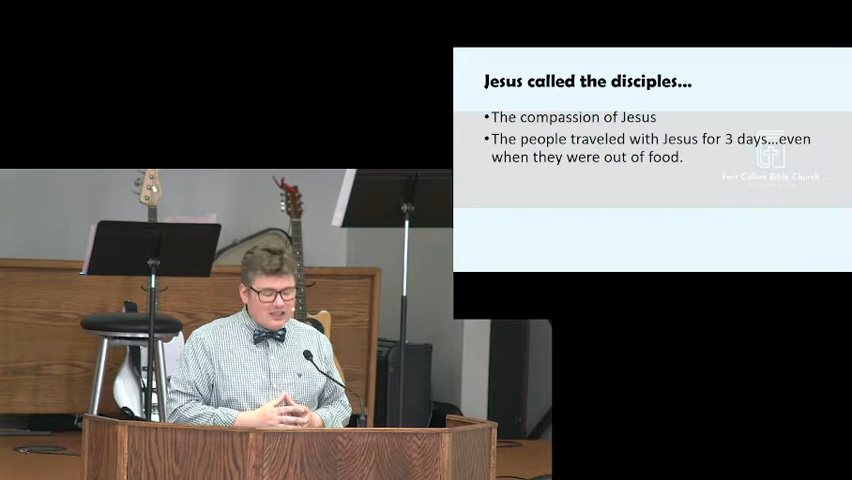 Jesus called the disciples...
•The compassion of Jesus
•The people traveled with Jesus for 3 days...even
when they were out of food.
Fort Collins Bible Church